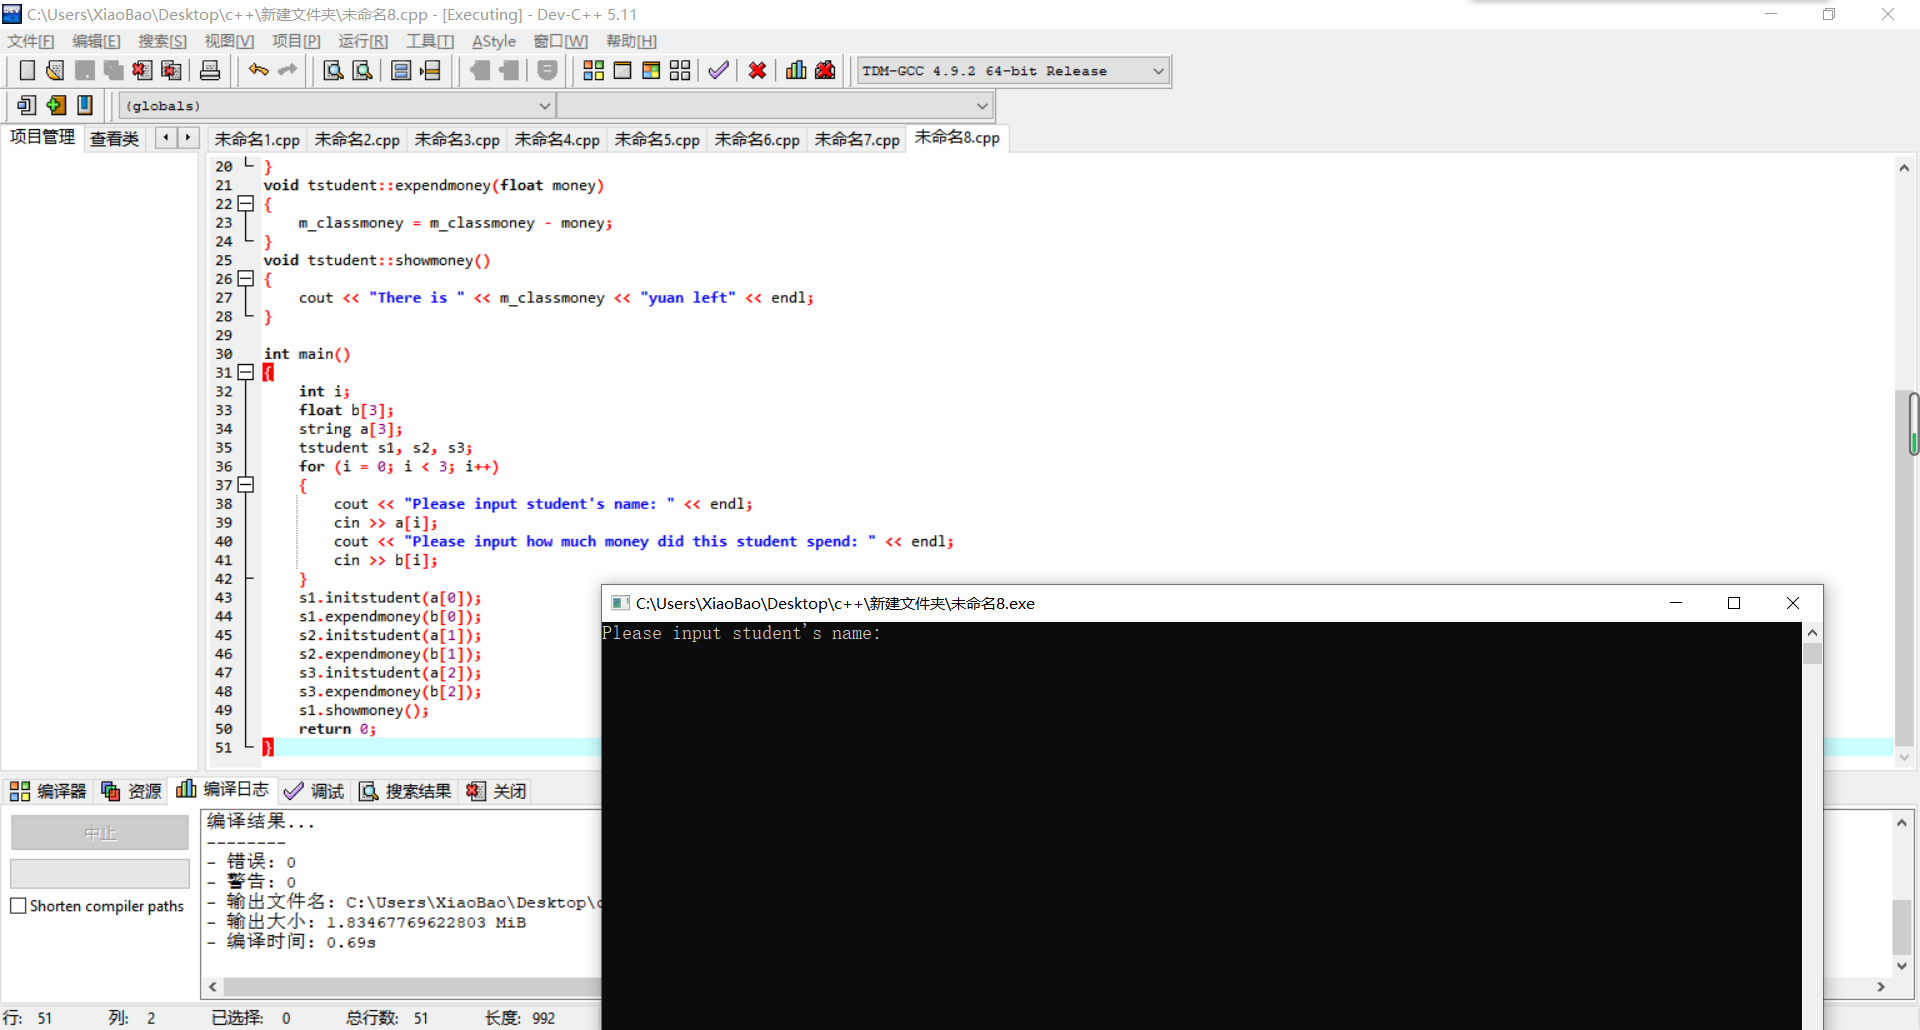 C:\Users\XiaoBao\Desktop\c++\新建文件夹\未命名8.cpp - [Executing] - Dev-C++ 5.11
文件[F] 编辑[E] 搜索[S] 视图[V] 项目[P] 运行[R] 工具[T] AStyle 窗口[W] 帮助[H]
TDM-GCC 4.9.2 64-bit Release
(globals)
项目管理 查看类 未命名1.cpp 未命名2.cpp 未命名3.cpp 未命名4.cpp 未命名5.cpp 未命名6.cpp 未命名7.cpp 未命名8.cpp
20 }
21 void tstudent::expendmoney(float money)
22 {
23 m_classmoney = m_classmoney - money;
24 }
25 void tstudent::showmoney()
26 {
27 cout << "There is " << m_classmoney << "yuan left" << endl;
28 }
29
30 int main()
31 {
32 int i;
33 float b[3];
34 string a[3];
35 tstudent s1, s2, s3;
36 for (i = 0; i < 3; i++)
37 {
38 cout << "Please input student's name: " << endl;
39 cin >> a[i];
40 cout << "Please input how much money did this student spend: " << endl;
41 cin >> b[i];
42 }
43 s1.initstudent(a[0]);
44 s1.expendmoney(b[0]);
45 s2.initstudent(a[1]);
46 s2.expendmoney(b[1]);
47 s3.initstudent(a[2]);
48 s3.expendmoney(b[2]);
49 s1.showmoney();
50 return 0;
51 }
C:\Users\XiaoBao\Desktop\c++\新建文件夹\未命名8.exe
Please input student's name:
编译器 资源 编译日志 调试 搜索结果 关闭
中止
Shorten compiler paths
编译结果...
--------
- 错误: 0
- 警告: 0
- 输出文件名: C:\Users\XiaoBao\Desktop\c
- 输出大小: 1.83467769622803 MiB
- 编译时间: 0.69s
行: 51 列: 2 已选择: 0 总行数: 51 长度: 992